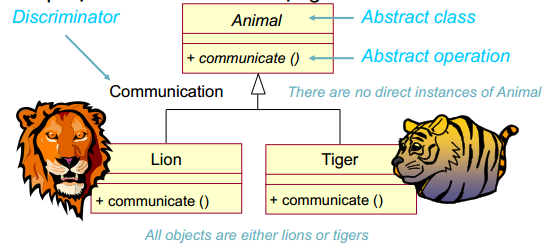 Discriminator
Animal
Abstract class
+ communicate ()
Abstract operation
Communication
There are no direct instances of Animal
Lion
Tiger
+ communicate ()
+ communicate ()
All objects are either lions or tigers